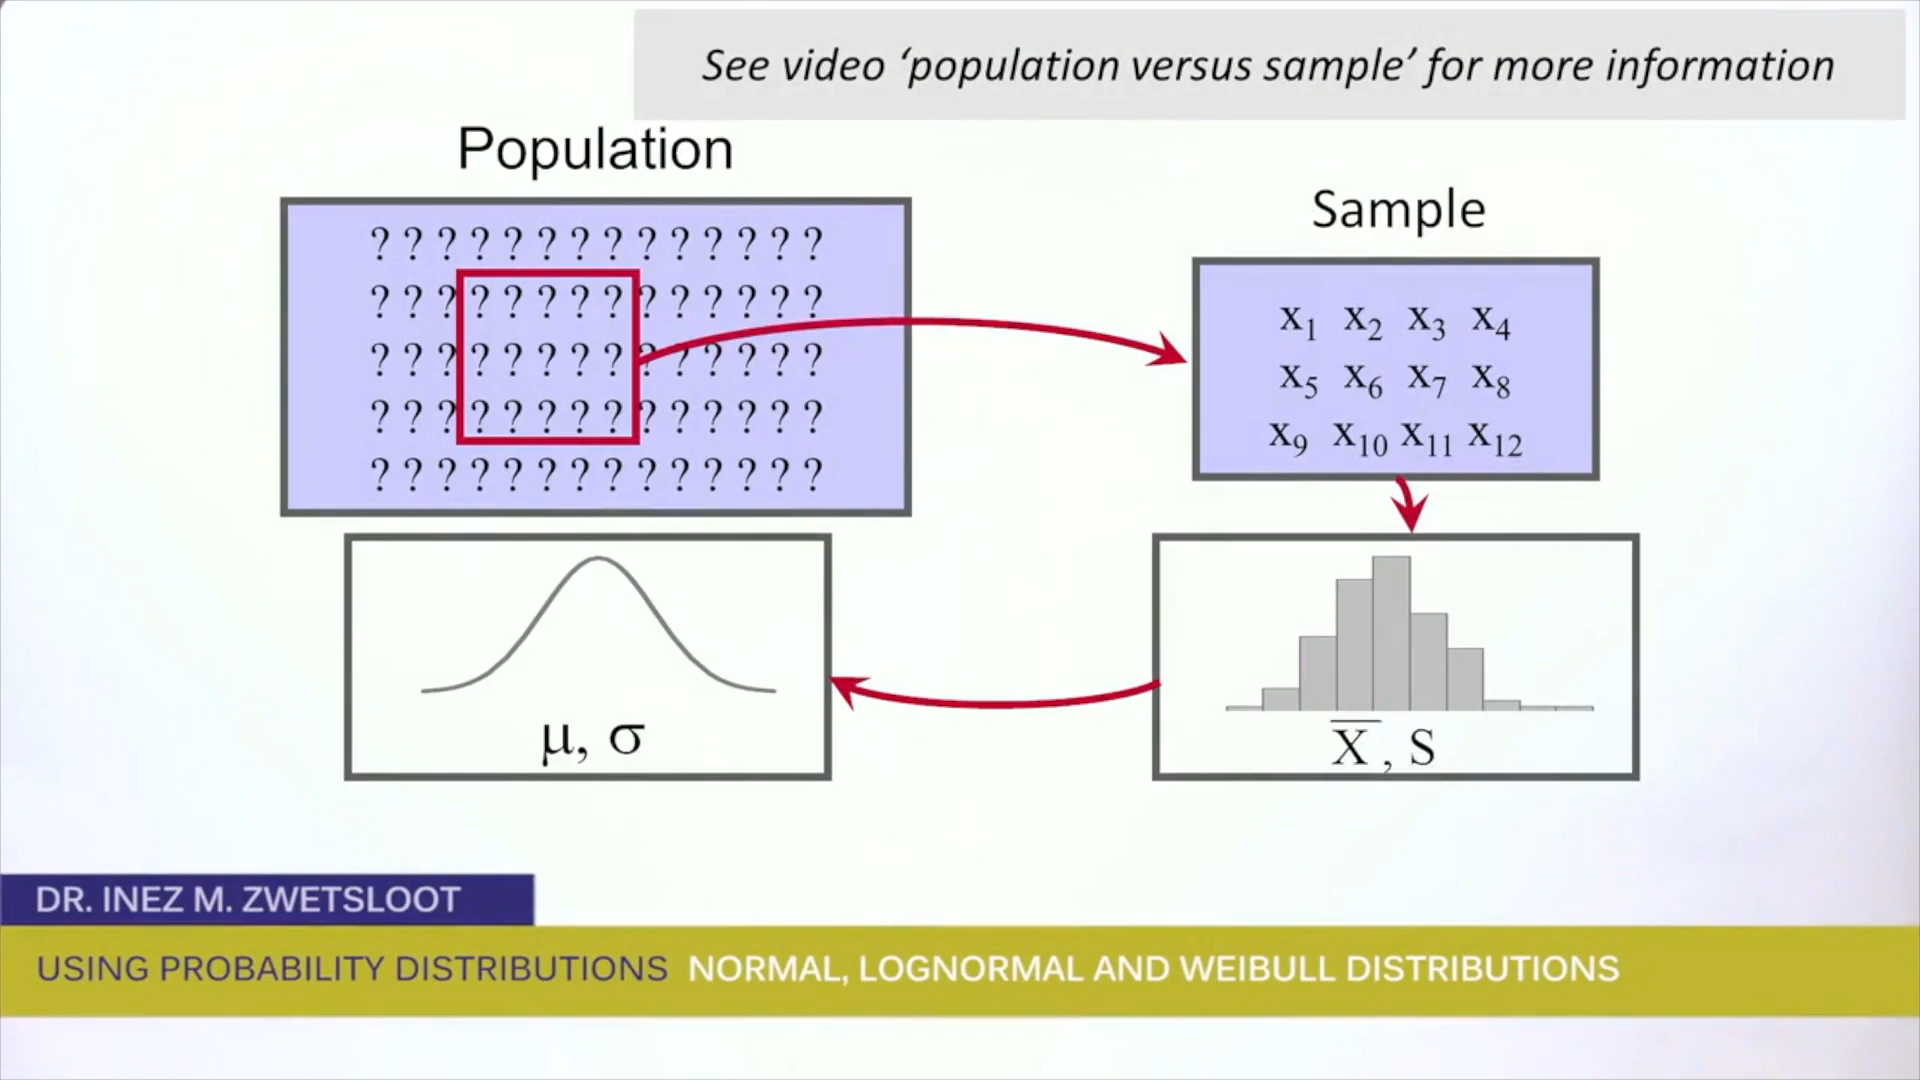 See video ‘population versus sample’ for more information
Population
? ? ? ? ? ? ? ? ? ? ? ? ? ?
? ? ? ? ? ? ? ? ? ? ? ? ? ?
? ? ? ? ? ? ? ? ? ? ? ? ? ?
? ? ? ? ? ? ? ? ? ? ? ? ? ?
? ? ? ? ? ? ? ? ? ? ? ? ? ?
Sample
x₁ x₂ x₃ x₄
x₅ x₆ x₇ x₈
x₉ x₁₀ x₁₁ x₁₂
μ, σ
X̅, S
DR. INEZ M. ZWETSLOOT
USING PROBABILITY DISTRIBUTIONS NORMAL, LOGNORMAL AND WEIBULL DISTRIBUTIONS